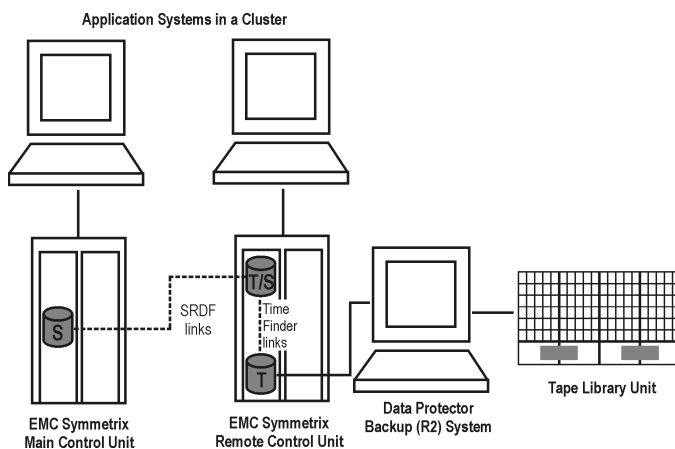 Application Systems in a Cluster
S
SRDF
links
T/S
Time
Finder
links
T
EMC Symmetrix
Main Control Unit
EMC Symmetrix
Remote Control Unit
Data Protector
Backup (R2) System
Tape Library Unit